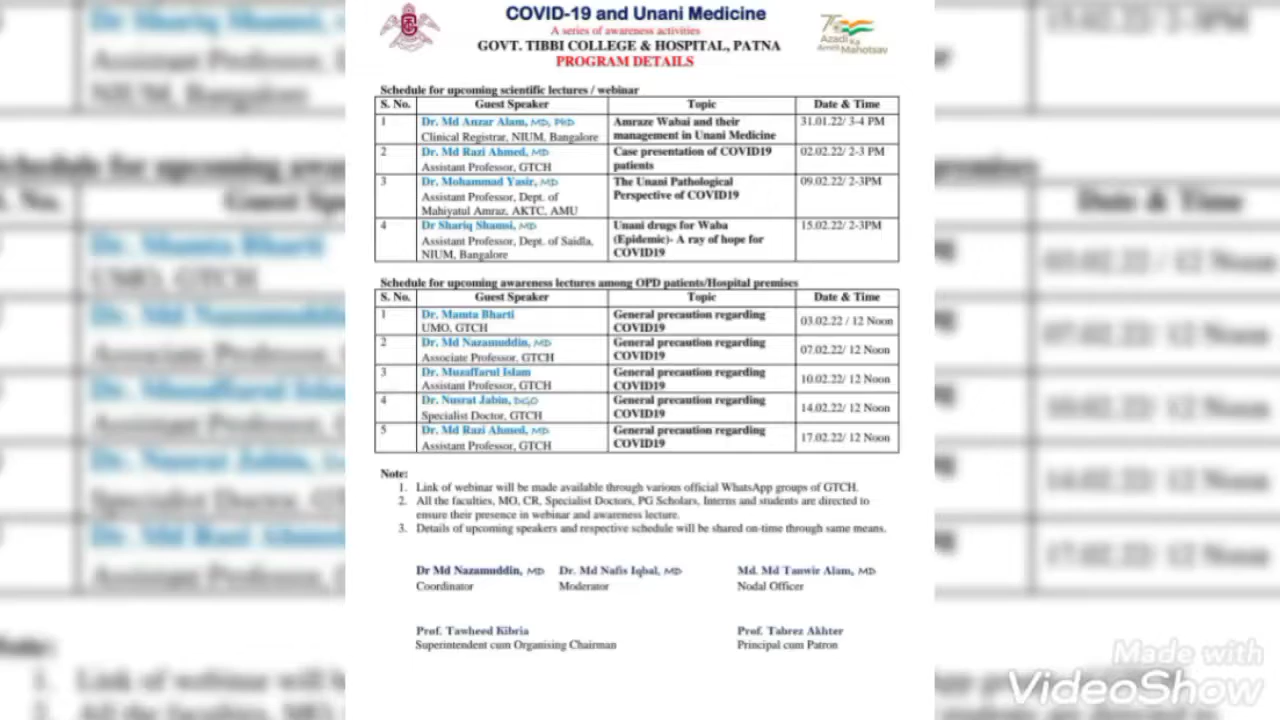 COVID-19 and Unani Medicine
A series of awareness activities
GOVT. TIBBI COLLEGE & HOSPITAL, PATNA
PROGRAM DETAILS
75
Azadi Ka
Amrit Mahotsav
Schedule for upcoming scientific lectures / webinar
S. No. Guest Speaker Topic Date & Time
1 Dr. Md Anzar Alam, MD, PhD Amraze Wabai and their 31.01.22/ 3-4 PM
Clinical Registrar, NIUM, Bangalore management in Unani Medicine
2 Dr. Md Razi Ahmed, MD Case presentation of COVID19 02.02.22/ 2-3 PM
Assistant Professor, GTCH patients
3 Dr. Mohammad Yasir, MD The Unani Pathological 09.02.22/ 2-3PM
Assistant Professor, Dept. of Perspective of COVID19
Mahiyatul Amraz, AKTC, AMU
4 Dr Shariq Shamsi, MD Unani drugs for Waba 15.02.22/ 2-3PM
Assistant Professor, Dept. of Saidla, (Epidemic)- A ray of hope for
NIUM, Bangalore COVID19
Schedule for upcoming awareness lectures among OPD patients/Hospital premises
S. No. Guest Speaker Topic Date & Time
1 Dr. Mamta Bharti General precaution regarding 03.02.22 / 12 Noon
UMO, GTCH COVID19
2 Dr. Md Nazamuddin, MD General precaution regarding 07.02.22/ 12 Noon
Associate Professor, GTCH COVID19
3 Dr. Muzaffarul Islam General precaution regarding 10.02.22/ 12 Noon
Assistant Professor, GTCH COVID19
4 Dr. Nusrat Jabin, DGO General precaution regarding 14.02.22/ 12 Noon
Specialist Doctor, GTCH COVID19
5 Dr. Md Razi Ahmed, MD General precaution regarding 17.02.22/ 12 Noon
Assistant Professor, GTCH COVID19
Note:
1. Link of webinar will be made available through various official WhatsApp groups of GTCH.
2. All the faculties, MO, CR, Specialist Doctors, PG Scholars, Interns and students are directed to
ensure their presence in webinar and awareness lecture.
3. Details of upcoming speakers and respective schedule will be shared on-time through same means.
Dr Md Nazamuddin, MD Dr. Md Nafis Iqbal, MD Md. Md Tanwir Alam, MD
Coordinator Moderator Nodal Officer
Prof. Tawheed Kibria Prof. Tabrez Akhter
Superintendent cum Organising Chairman Principal cum Patron
Made with
VideoShow